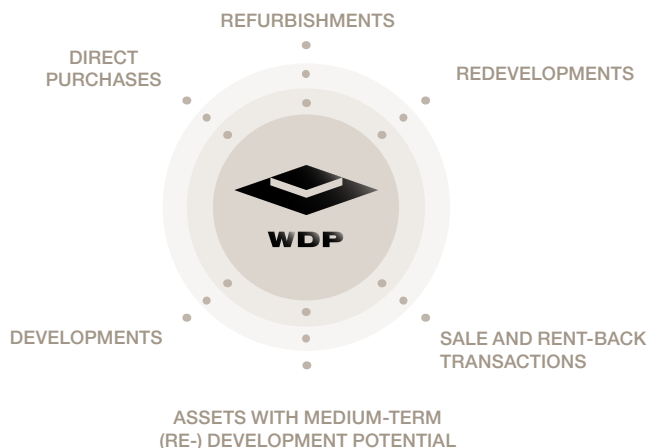 REFURBISHMENTS
DIRECT
PURCHASES
REDEVELOPMENTS
WDP
DEVELOPMENTS
SALE AND RENT-BACK
TRANSACTIONS
ASSETS WITH MEDIUM-TERM
(RE-) DEVELOPMENT POTENTIAL